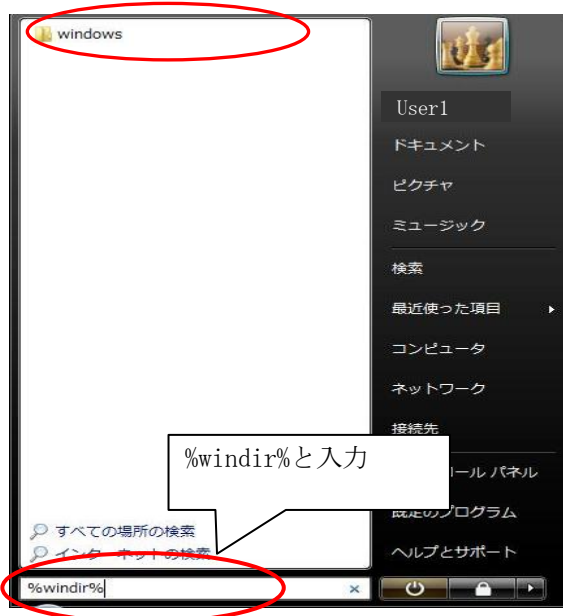 windows
User1
ドキュメント
ピクチャ
ミュージック
検索
最近使った項目
コンピュータ
ネットワーク
接続先
%windir%と入力
ール パネル
既定のプログラム
すべての場所の検索
インターネットの検索
ヘルプとサポート
%windir%